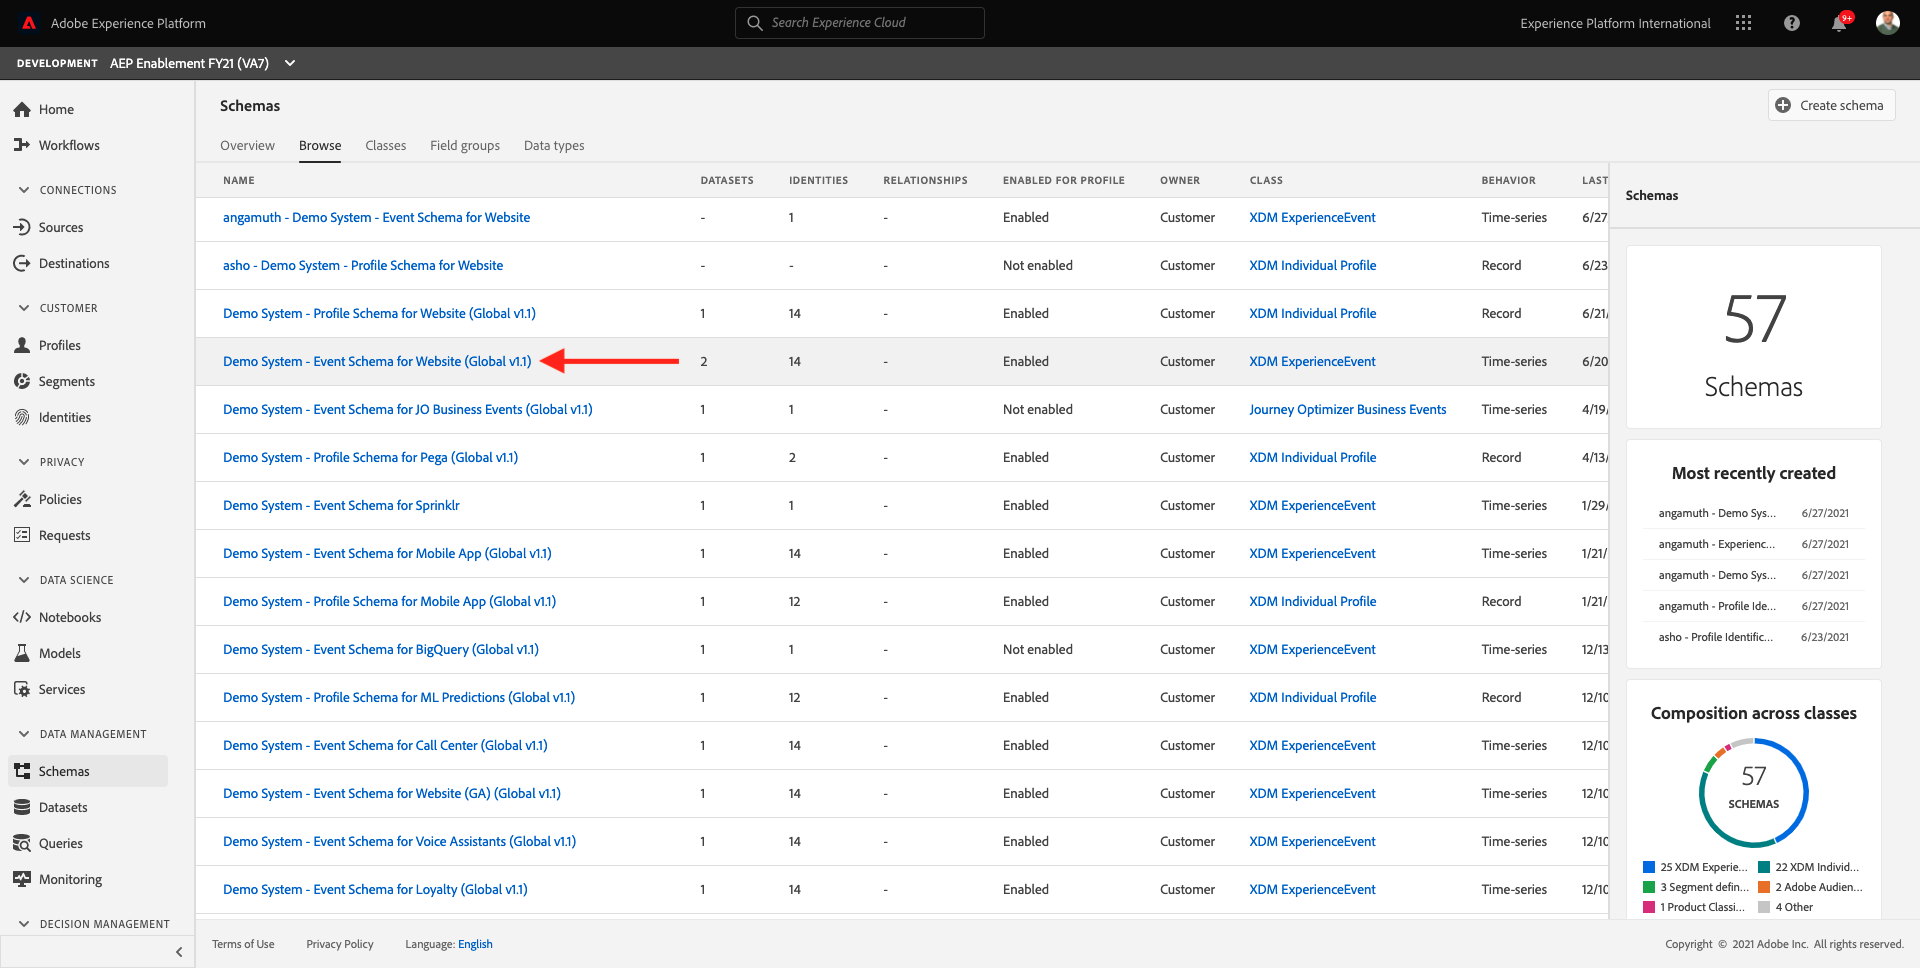 Adobe Experience Platform
Search Experience Cloud
Experience Platform International
9+
DEVELOPMENT AEP Enablement FY21 (VA7)
Home
Workflows
CONNECTIONS
Sources
Destinations
CUSTOMER
Profiles
Segments
Identities
PRIVACY
Policies
Requests
DATA SCIENCE
Notebooks
Models
Services
DATA MANAGEMENT
Schemas
Datasets
Queries
Monitoring
DECISION MANAGEMENT
Schemas
Create schema
Overview Browse Classes Field groups Data types
NAME DATASETS IDENTITIES RELATIONSHIPS ENABLED FOR PROFILE OWNER CLASS BEHAVIOR LAST
angamuth - Demo System - Event Schema for Website - 1 - Enabled Customer XDM ExperienceEvent Time-series 6/27
asho - Demo System - Profile Schema for Website - - - Not enabled Customer XDM Individual Profile Record 6/23
Demo System - Profile Schema for Website (Global v1.1) 1 14 - Enabled Customer XDM Individual Profile Record 6/21/
Demo System - Event Schema for Website (Global v1.1) 2 14 - Enabled Customer XDM ExperienceEvent Time-series 6/20
Demo System - Event Schema for JO Business Events (Global v1.1) 1 1 - Not enabled Customer Journey Optimizer Business Events Time-series 4/19/
Demo System - Profile Schema for Pega (Global v1.1) 1 2 - Enabled Customer XDM Individual Profile Record 4/13/
Demo System - Event Schema for Sprinklr 1 1 - Enabled Customer XDM ExperienceEvent Time-series 1/29/
Demo System - Event Schema for Mobile App (Global v1.1) 1 14 - Enabled Customer XDM ExperienceEvent Time-series 1/21/
Demo System - Profile Schema for Mobile App (Global v1.1) 1 12 - Enabled Customer XDM Individual Profile Record 1/21/
Demo System - Event Schema for BigQuery (Global v1.1) 1 1 - Not enabled Customer XDM ExperienceEvent Time-series 12/13
Demo System - Profile Schema for ML Predictions (Global v1.1) 1 12 - Enabled Customer XDM Individual Profile Record 12/10
Demo System - Event Schema for Call Center (Global v1.1) 1 14 - Enabled Customer XDM ExperienceEvent Time-series 12/10
Demo System - Event Schema for Website (GA) (Global v1.1) 1 14 - Enabled Customer XDM ExperienceEvent Time-series 12/10
Demo System - Event Schema for Voice Assistants (Global v1.1) 1 14 - Enabled Customer XDM ExperienceEvent Time-series 12/10
Demo System - Event Schema for Loyalty (Global v1.1) 1 14 - Enabled Customer XDM ExperienceEvent Time-series 12/10
Schemas
57
Schemas
Most recently created
angamuth - Demo Sys... 6/27/2021
angamuth - Experienc... 6/27/2021
angamuth - Demo Sys... 6/27/2021
angamuth - Profile Ide... 6/27/2021
asho - Profile Identific... 6/23/2021
Composition across classes
57
SCHEMAS
25 XDM Experie... 22 XDM Individ...
3 Segment defin... 2 Adobe Audien...
1 Product Classi... 4 Other
Terms of Use Privacy Policy Language: English
Copyright © 2021 Adobe Inc. All rights reserved.